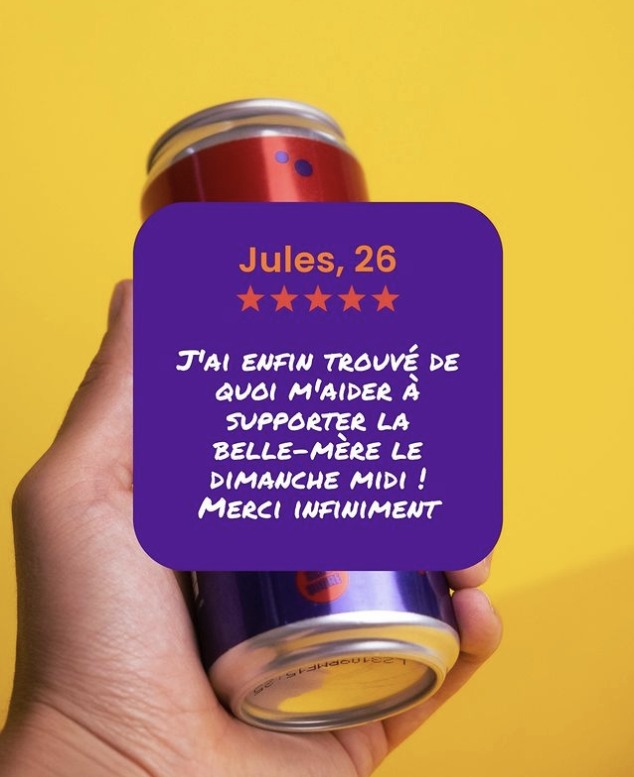 Jules, 26
J'ai enfin trouvé de
quoi m'aider à
supporter la
belle-mère le
dimanche midi !
Merci infiniment